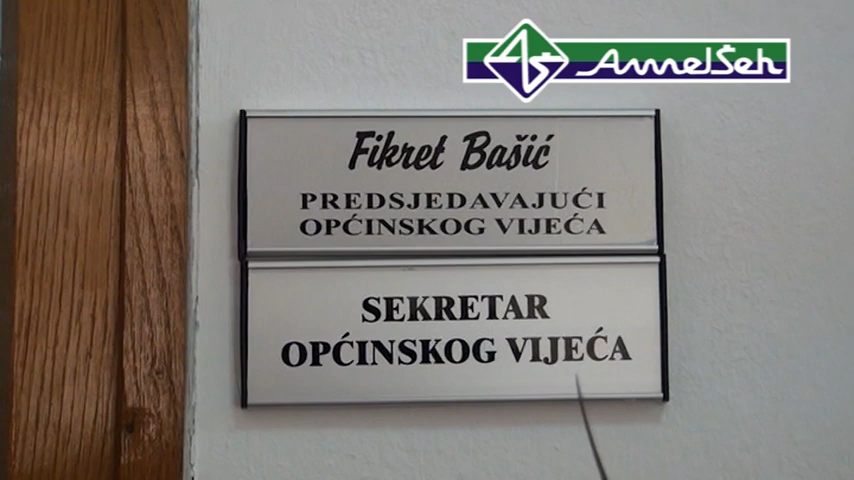 AmelŠeh
Fikret Bašić
PREDSJEDAVAJUĆI
OPĆINSKOG VIJEĆA
SEKRETAR
OPĆINSKOG VIJEĆA